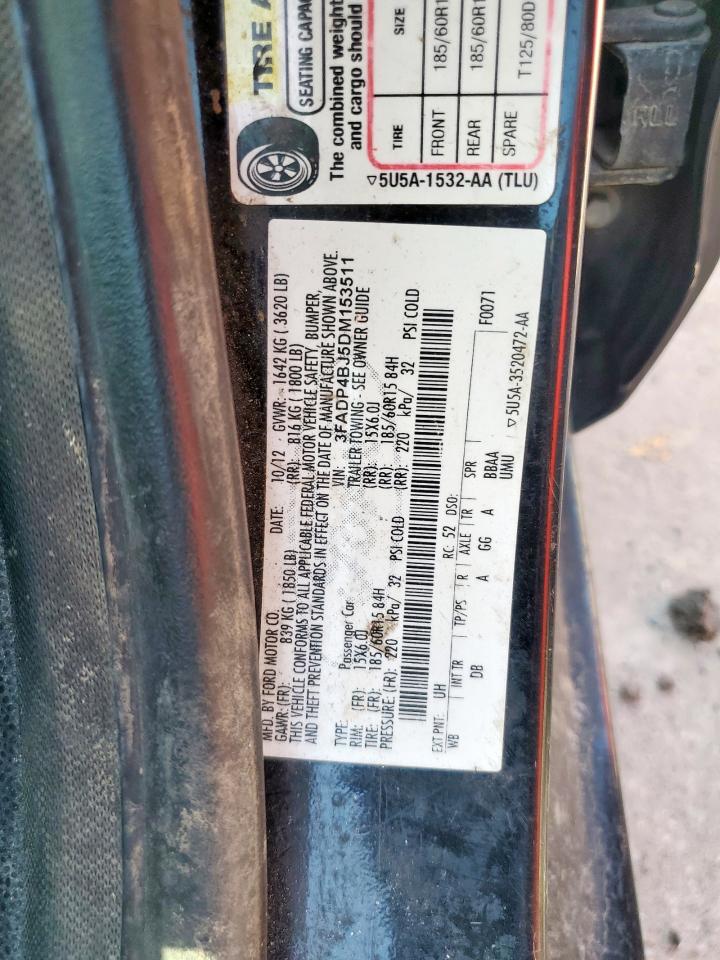 TIRE A
SEATING CAPA
The combined weight
and cargo should
TIRE SIZE
FRONT 185/60R1
REAR 185/60R1
SPARE T125/80D
▽5U5A-1532-AA (TLU)
MFD. BY FORD MOTOR CO. DATE: 10/12 GVWR: 1642 KG ( 3620 LB)
GAWR: (FR): 839 KG ( 1850 LB) (RR): 816 KG ( 1800 LB)
THIS VEHICLE CONFORMS TO ALL APPLICABLE FEDERAL MOTOR VEHICLE SAFETY, BUMPER,
AND THEFT PREVENTION STANDARDS IN EFFECT ON THE DATE OF MANUFACTURE SHOWN ABOVE.
VIN: 3FADP4BJ5DM153511
TYPE: Passenger Car TRAILER TOWING - SEE OWNER GUIDE
RIM: (FR): 15X6.0J (RR): 15X6.0J
TIRE: (FR): 185/60R15 84H (RR): 185/60R15 84H
PRESSURE: (FR): 220 kPa/ 32 PSI COLD (RR): 220 kPa/ 32 PSI COLD
EXT PNT: UH RC: 52 DSO: F0071
WB INT TR TP/PS R AXLE TR SPR
DB A GG A BBAA
UMU
▽5U5A-3520472-AA